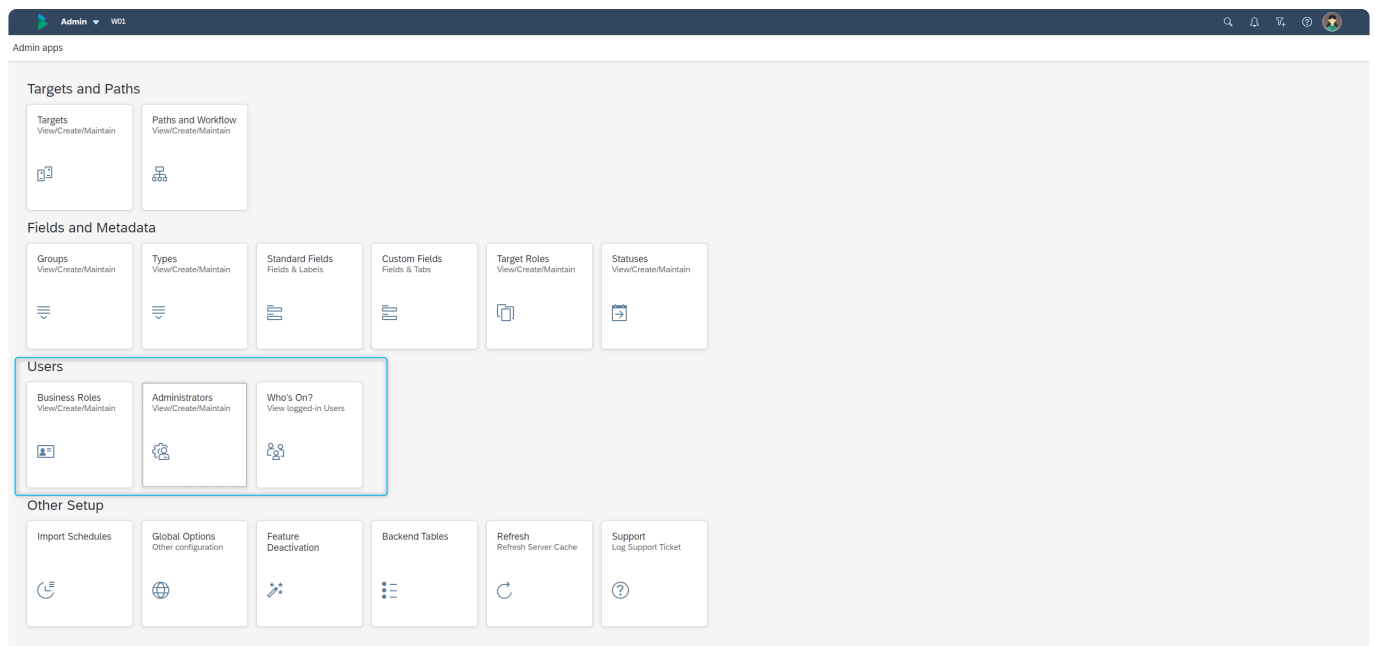 Admin W01
Admin apps
Targets and Paths
Targets
View/Create/Maintain
Paths and Workflow
View/Create/Maintain
Fields and Metadata
Groups
View/Create/Maintain
Types
View/Create/Maintain
Standard Fields
Fields & Labels
Custom Fields
Fields & Tabs
Target Roles
View/Create/Maintain
Statuses
View/Create/Maintain
Users
Business Roles
View/Create/Maintain
Administrators
View/Create/Maintain
Who's On?
View logged-in Users
Other Setup
Import Schedules
Global Options
Other configuration
Feature
Deactivation
Backend Tables
Refresh
Refresh Server Cache
Support
Log Support Ticket